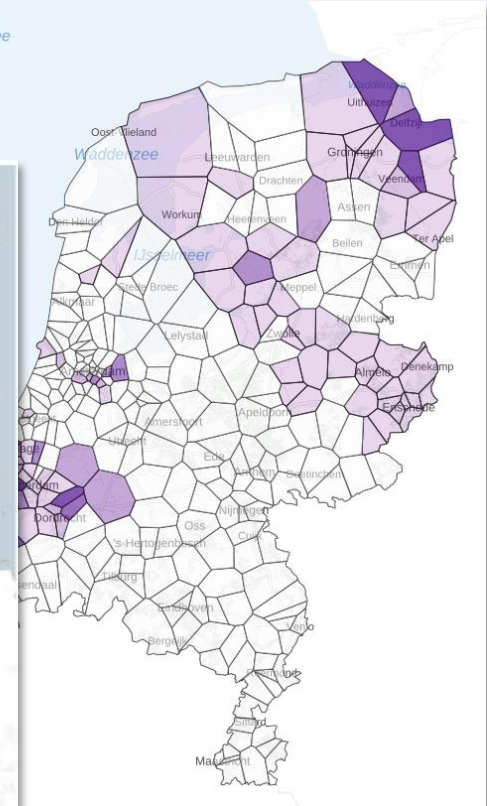 ee
Waddenzee
Uithuizen
Delfzijl
Oost-Vlieland
Waddenzee
Leeuwarden
Groningen
Drachten
Veendam
Assen
Workum
Heerenveen
Den Helder
Ter Apel
Beilen
IJsselmeer
Emmen
Stede Broec
Meppel
Alkmaar
Hardenberg
Lelystad
Zwolle
Almelo
Denekamp
Enschede
Apeldoorn
Amersfoort
Utrecht
Ede
Arnhem
Doetinchem
Dordrecht
Nijmegen
Oss
Cuijk
's-Hertogenbosch
Tilburg
sendaal
Eindhoven
Venlo
Bergeijk
Roermond
Sittard
Maastricht